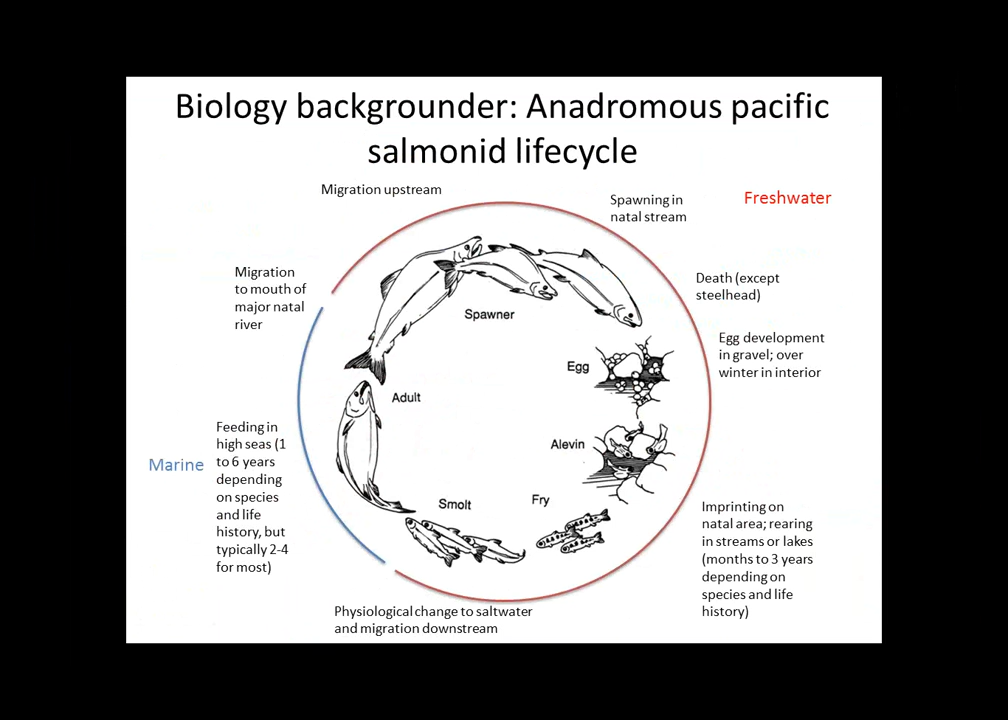 Biology backgrounder: Anadromous pacific
salmonid lifecycle
Migration upstream
Spawning in
natal stream
Freshwater
Migration
to mouth of
major natal
river
Death (except
steelhead)
Spawner
Egg development
in gravel; over
winter in interior
Egg
Adult
Feeding in
high seas (1
to 6 years
depending
on species
and life
history, but
typically 2-4
for most)
Marine
Alevin
Smolt
Fry
Imprinting on
natal area; rearing
in streams or lakes
(months to 3 years
depending on
species and life
history)
Physiological change to saltwater
and migration downstream